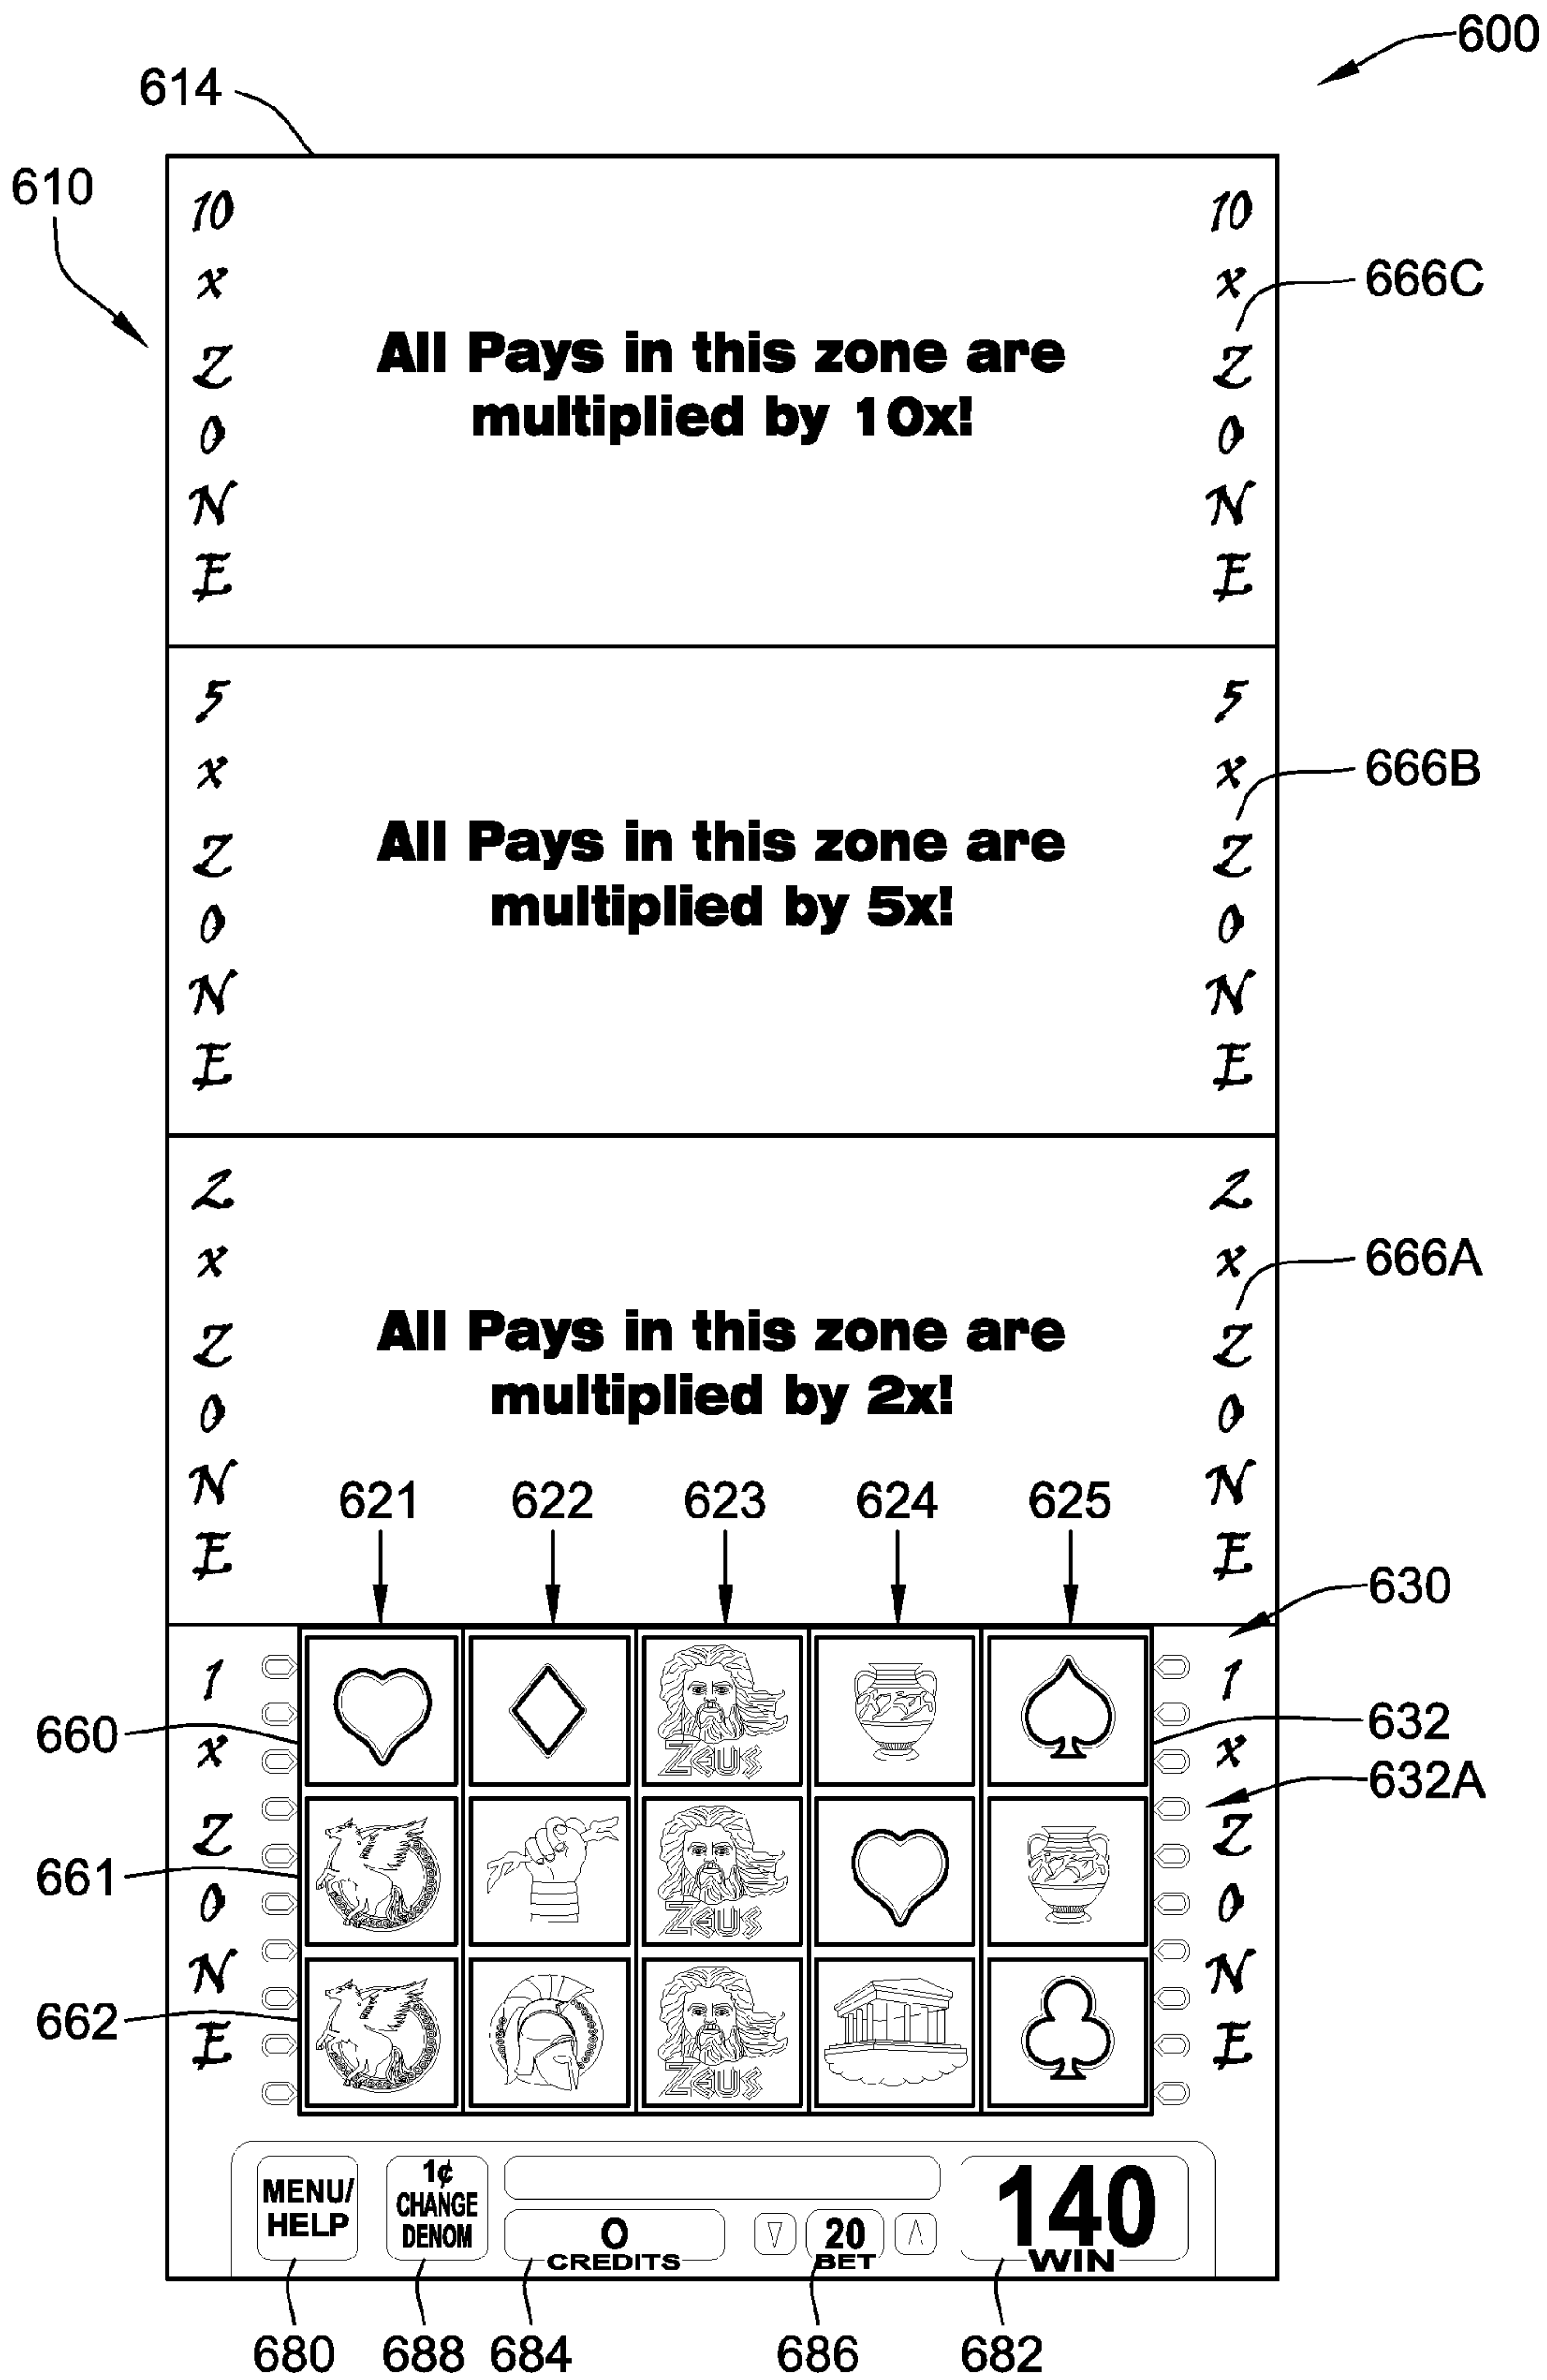 600
614
610
10
x
Z
O
N
E
All Pays in this zone are
multiplied by 10x!
10
x
Z
O
N
E
666C
5
x
Z
O
N
E
All Pays in this zone are
multiplied by 5x!
5
x
Z
O
N
E
666B
2
x
Z
O
N
E
All Pays in this zone are
multiplied by 2x!
2
x
Z
O
N
E
666A
621 622 623 624 625
630
1
x
Z
O
N
E
660
661
662
ZEUS
ZEUS
ZEUS
1
x
Z
O
N
E
632
632A
MENU/
HELP
1¢
CHANGE
DENOM
0
CREDITS
20
BET
140
WIN
680 688 684 686 682